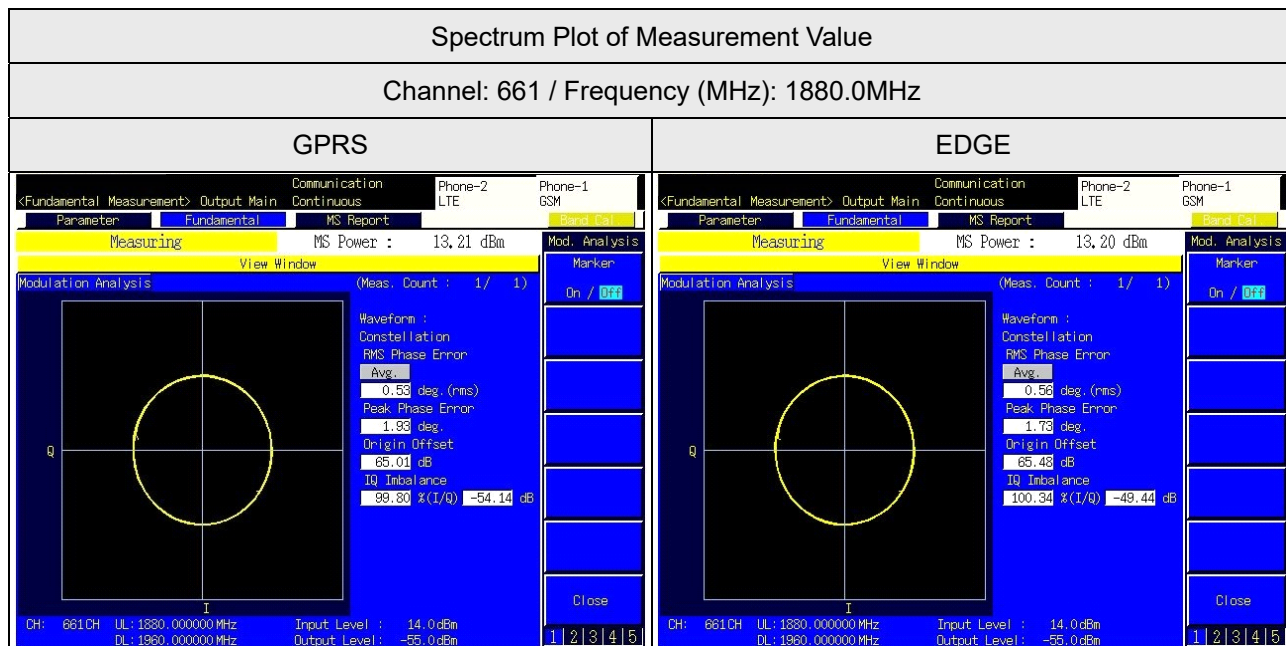 Spectrum Plot of Measurement Value
Channel: 661 / Frequency (MHz): 1880.0MHz
GPRS
EDGE
Communication Phone-2 Phone-1
<Fundamental Measurement> Output Main Continuous LTE GSM
Parameter Fundamental MS Report Band Cal.
Measuring MS Power : 13.21 dBm Mod. Analysis
View Window Marker
Modulation Analysis (Meas. Count : 1/ 1) On / Off
Waveform :
Constellation
RMS Phase Error
Avg.
0.53 deg.(rms)
Peak Phase Error
1.93 deg.
Origin Offset
Q 65.01 dB
IQ Imbalance
99.80 %(I/Q) -54.14 dB
Close
I
CH: 661CH UL:1880.000000MHz Input Level : 14.0dBm
DL:1960.000000MHz Output Level: -55.0dBm 1 2 3 4 5
Communication Phone-2 Phone-1
<Fundamental Measurement> Output Main Continuous LTE GSM
Parameter Fundamental MS Report Band Cal.
Measuring MS Power : 13.20 dBm Mod. Analysis
View Window Marker
Modulation Analysis (Meas. Count : 1/ 1) On / Off
Waveform :
Constellation
RMS Phase Error
Avg.
0.56 deg.(rms)
Peak Phase Error
1.73 deg.
Origin Offset
Q 65.48 dB
IQ Imbalance
100.34 %(I/Q) -49.44 dB
Close
I
CH: 661CH UL:1880.000000MHz Input Level : 14.0dBm
DL:1960.000000MHz Output Level: -55.0dBm 1 2 3 4 5